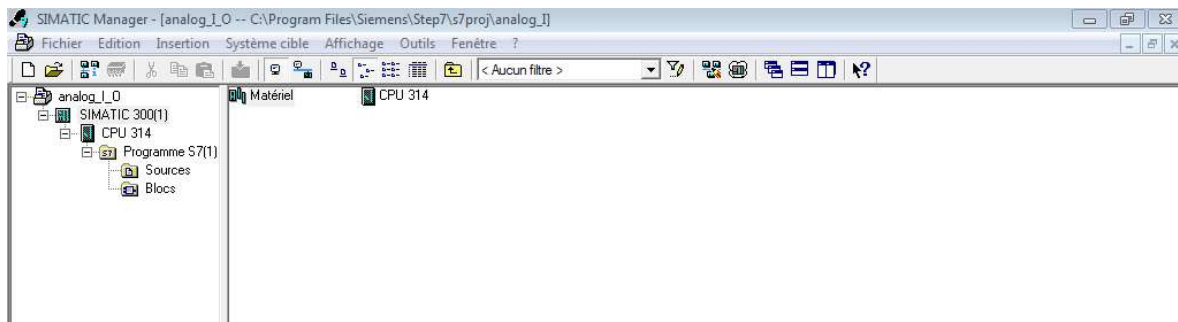 SIMATIC Manager - [analog_I_O -- C:\Program Files\Siemens\Step7\s7proj\analog_I]
Fichier Edition Insertion Système cible Affichage Outils Fenêtre ?
< Aucun filtre >
analog_I_O
SIMATIC 300(1)
CPU 314
Programme S7(1)
Sources
Blocs
Matériel CPU 314